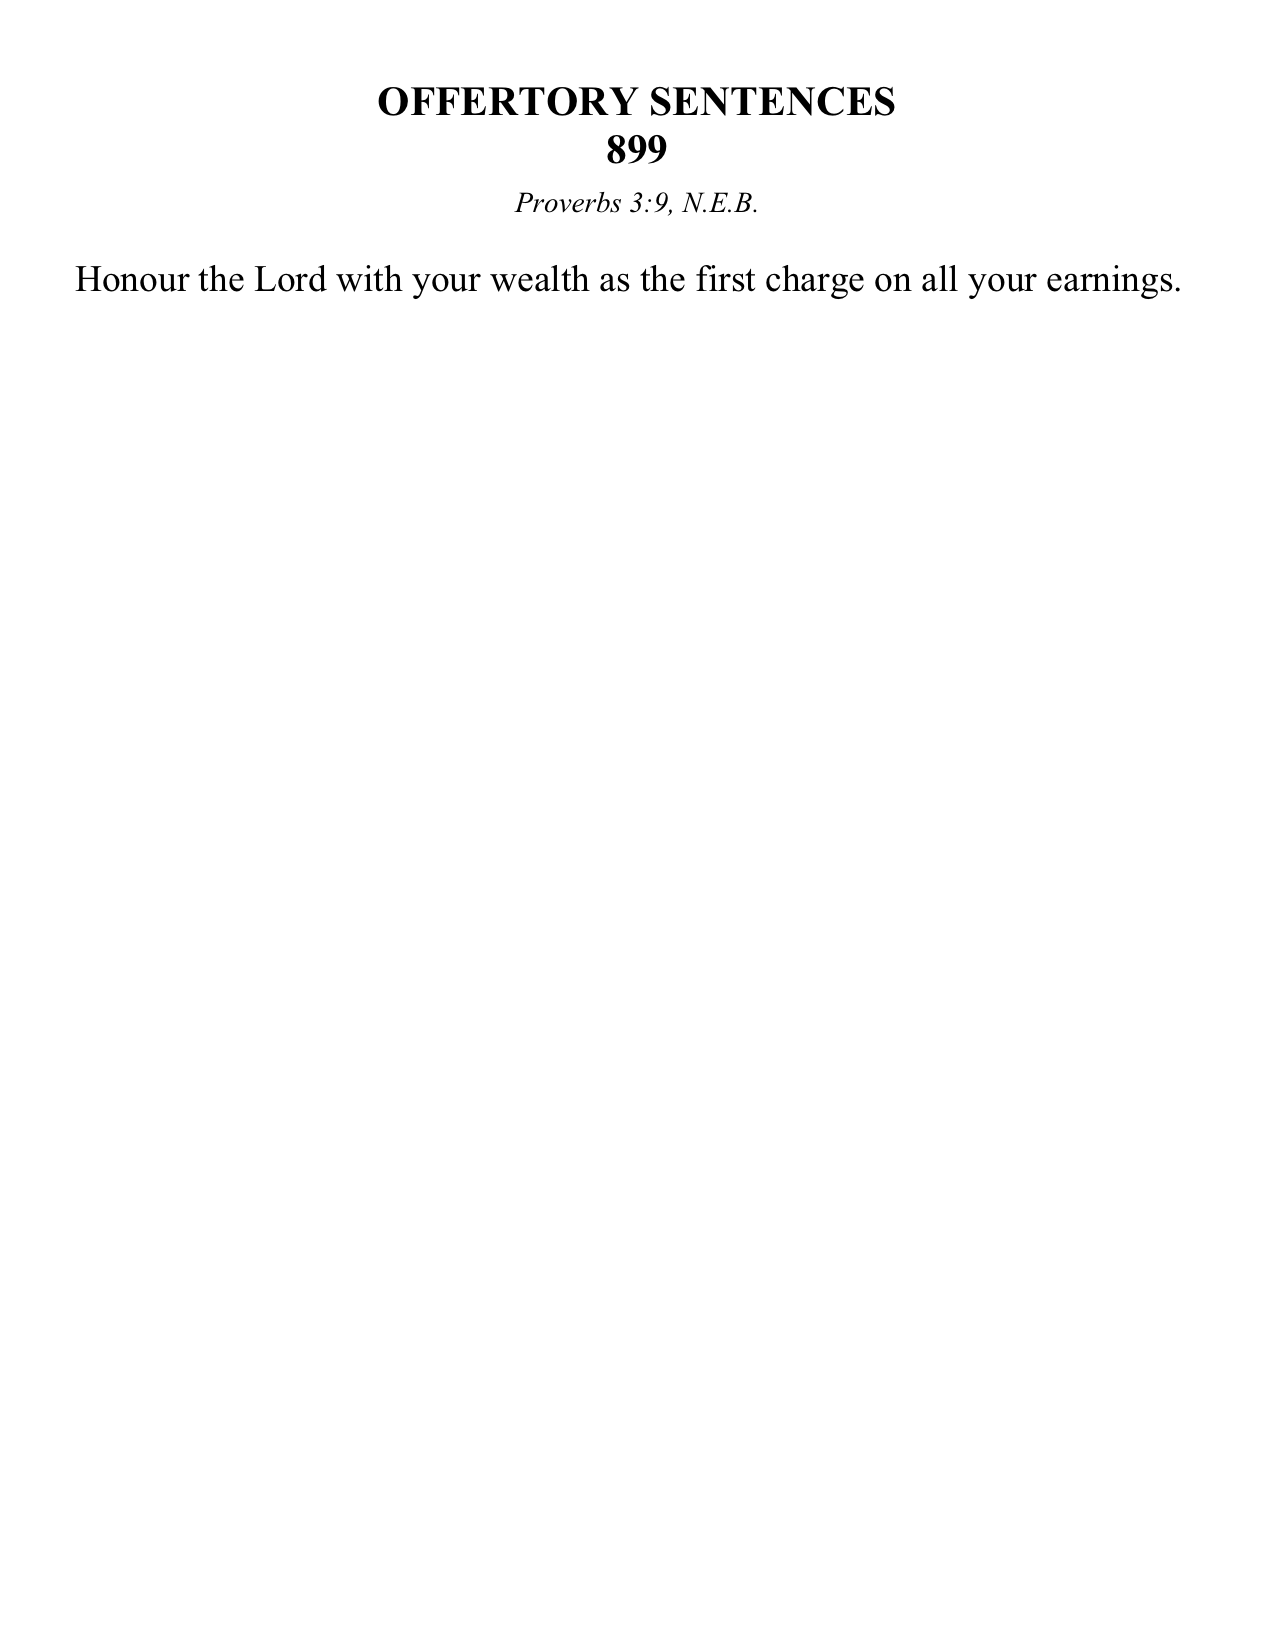 OFFERTORY SENTENCES
899
Proverbs 3:9, N.E.B.
Honour the Lord with your wealth as the first charge on all your earnings.